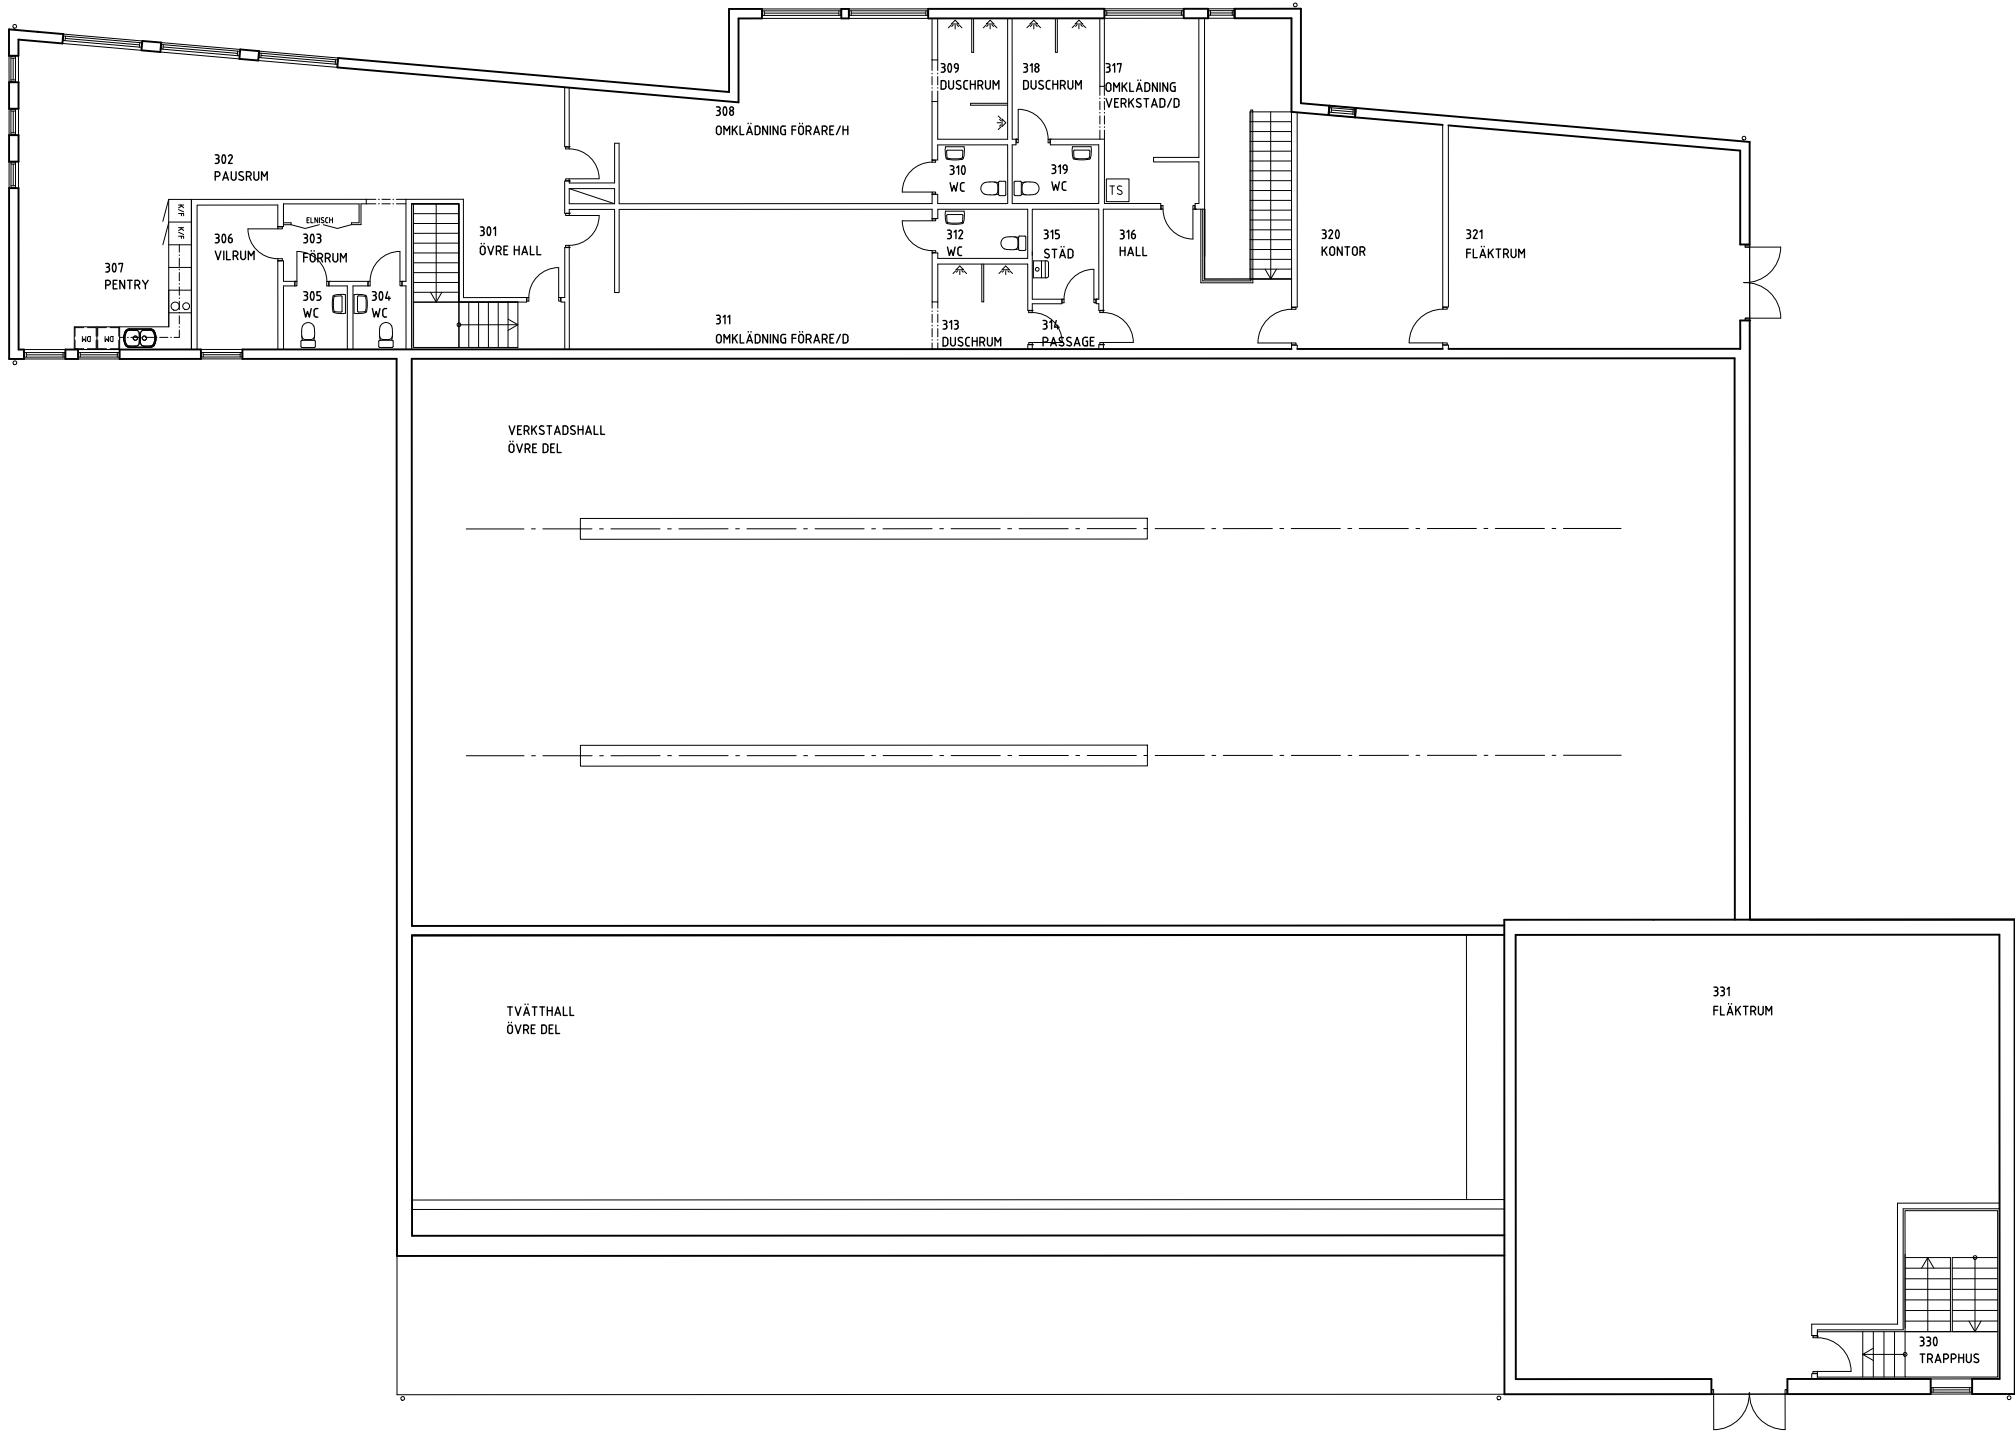 309
DUSCHRUM
318
DUSCHRUM
317
OMKLÄDNING
VERKSTAD/D
308
OMKLÄDNING FÖRARE/H
302
PAUSRUM
310
WC
319
WC
TS
K/F
K/F
ELNISCH
306
VILRUM
303
FÖRRUM
301
ÖVRE HALL
312
WC
315
STÄD
316
HALL
320
KONTOR
321
FLÄKTRUM
307
PENTRY
305
WC
304
WC
311
OMKLÄDNING FÖRARE/D
313
DUSCHRUM
314
PASSAGE
DM
DM
VERKSTADSHALL
ÖVRE DEL
331
FLÄKTRUM
TVÄTTHALL
ÖVRE DEL
330
TRAPPHUS